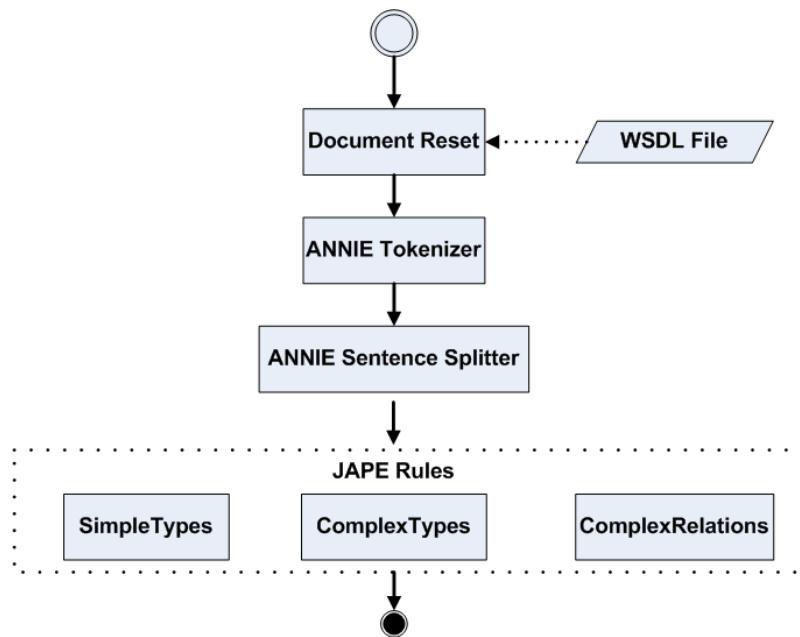 Document Reset
WSDL File
ANNIE Tokenizer
ANNIE Sentence Splitter
JAPE Rules
SimpleTypes
ComplexTypes
ComplexRelations